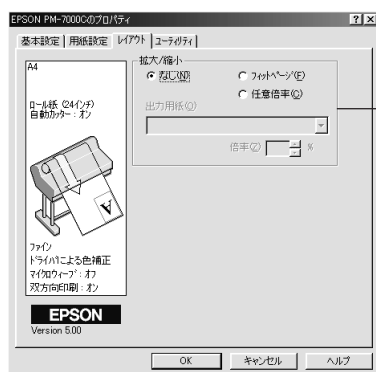 EPSON PM-7000Cのプロパティ
基本設定 用紙設定 レイアウト ユーティリティ
A4
ロール紙 (24インチ)
自動カッター : オン
ファイン
ドライバによる色補正
マイクロウィーブ : オフ
双方向印刷 : オン
EPSON
Version 5.00
拡大/縮小
なし(N) フィットページ(F)
任意倍率(C)
出力用紙(O)
倍率(Z) %
OK キャンセル ヘルプ